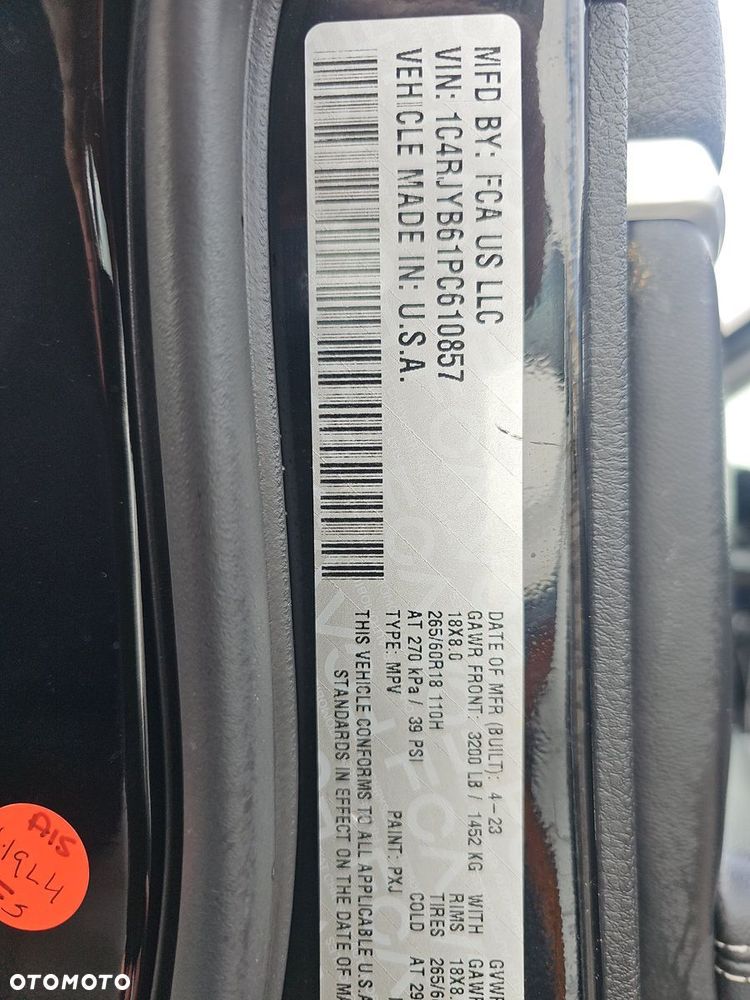 MFD BY: FCA US LLC
VIN: 1C4RJYB61PC610857
VEHICLE MADE IN: U.S.A.
DATE OF MFR (BUILT): 4-23 GVWR
GAWR FRONT: 3200 LB / 1452 KG WITH GAWR
18X8.0 RIMS 18X8.
265/60R18 110H TIRES 265/6
AT 270 kPa / 39 PSI COLD AT 29
TYPE: MPV PAINT: PXJ
THIS VEHICLE CONFORMS TO ALL APPLICABLE U.S.A
STANDARDS IN EFFECT ON THE DATE OF MA
AIS
19L4
OTOMOTO